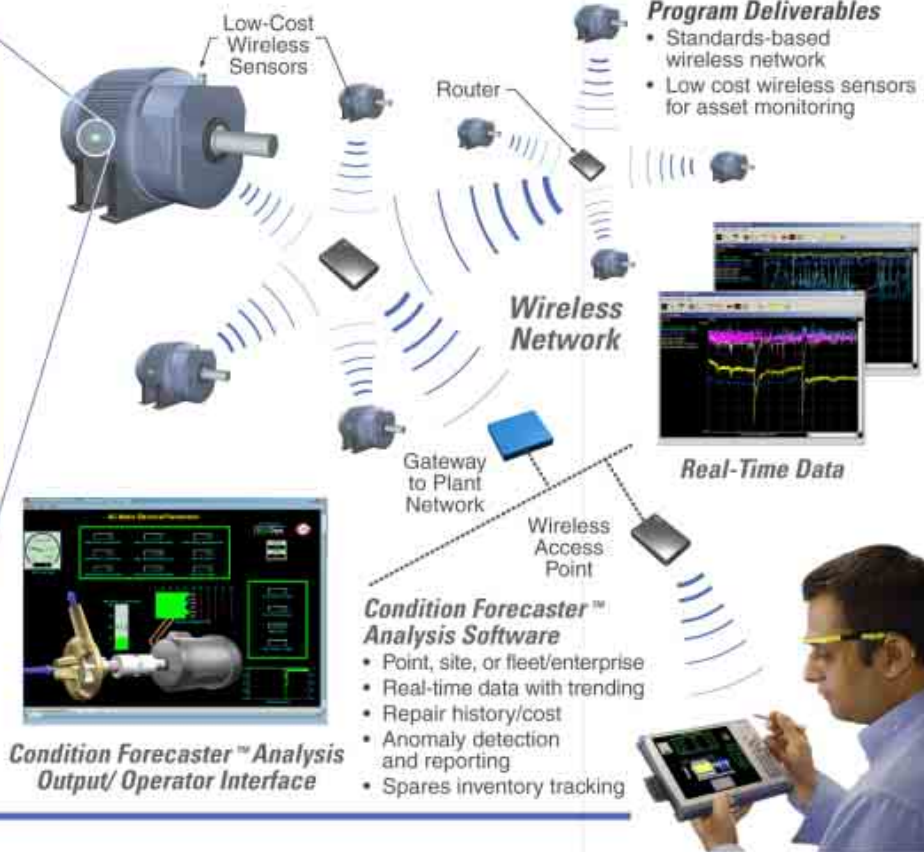 Low-Cost
Wireless
Sensors
Router
Program Deliverables
• Standards-based
wireless network
• Low cost wireless sensors
for asset monitoring
Wireless
Network
Real-Time Data
Gateway
to Plant
Network
Wireless
Access
Point
Condition Forecaster™
Analysis Software
• Point, site, or fleet/enterprise
• Real-time data with trending
• Repair history/cost
• Anomaly detection
and reporting
• Spares inventory tracking
Condition Forecaster™ Analysis
Output/ Operator Interface